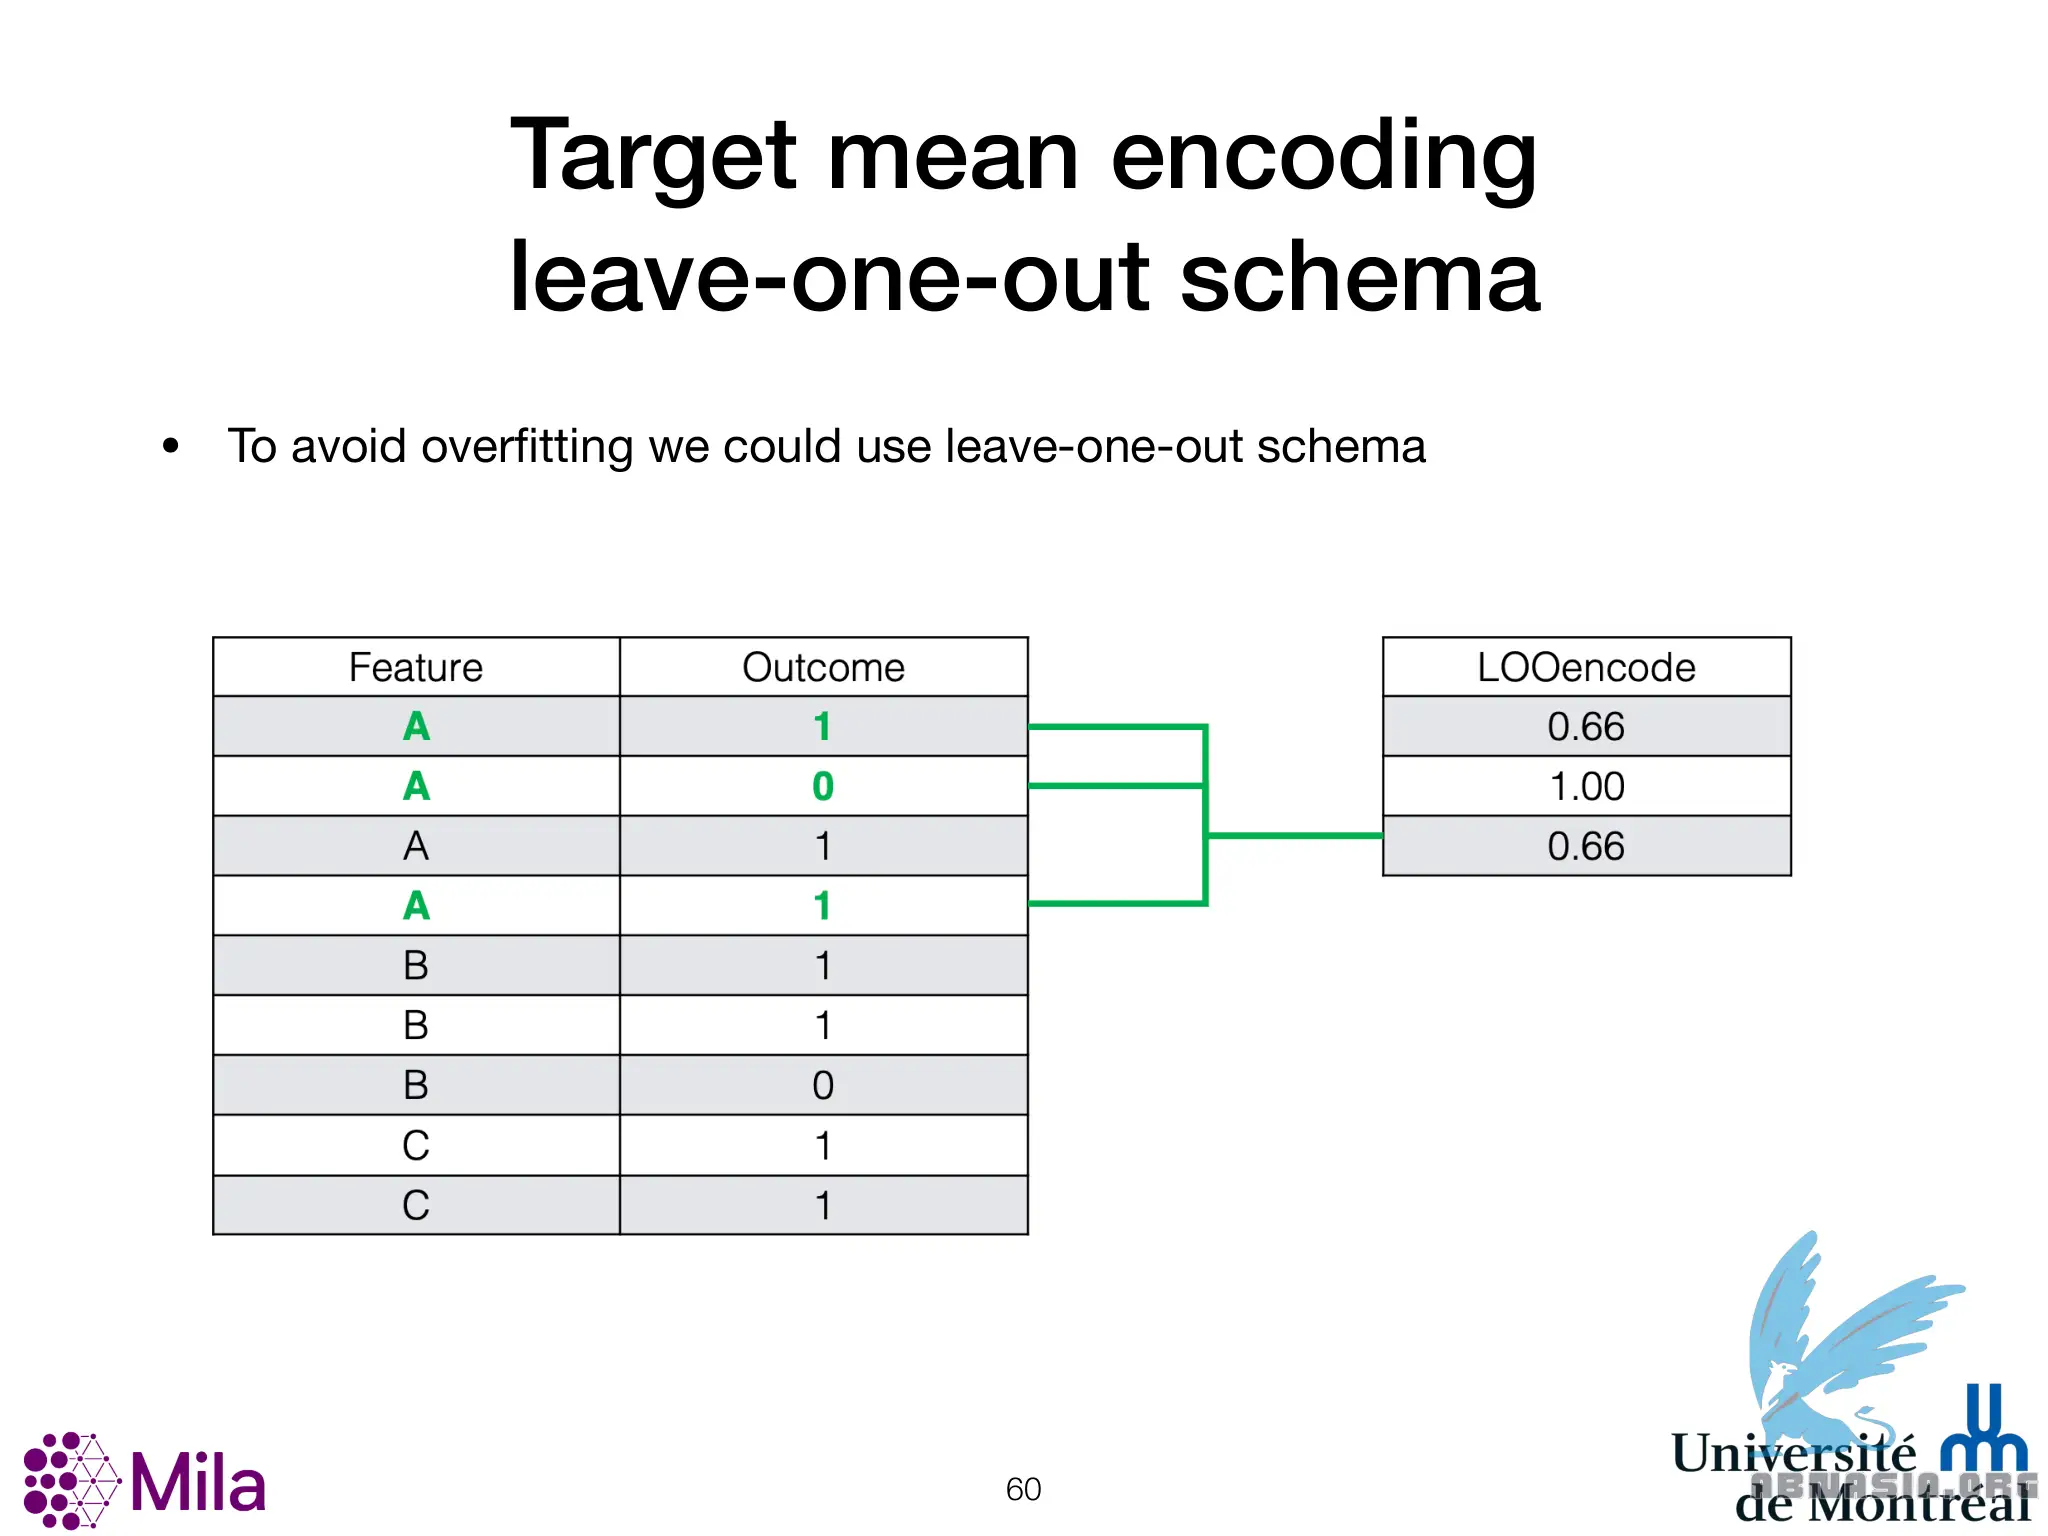 Target mean encoding
leave-one-out schema
• To avoid overfitting we could use leave-one-out schema
Feature Outcome LOOencode
A 1 0.66
A 0 1.00
A 1 0.66
A 1
B 1
B 1
B 0
C 1
C 1
Mila
60
Université
de Montréal
ABNASIA.ORG